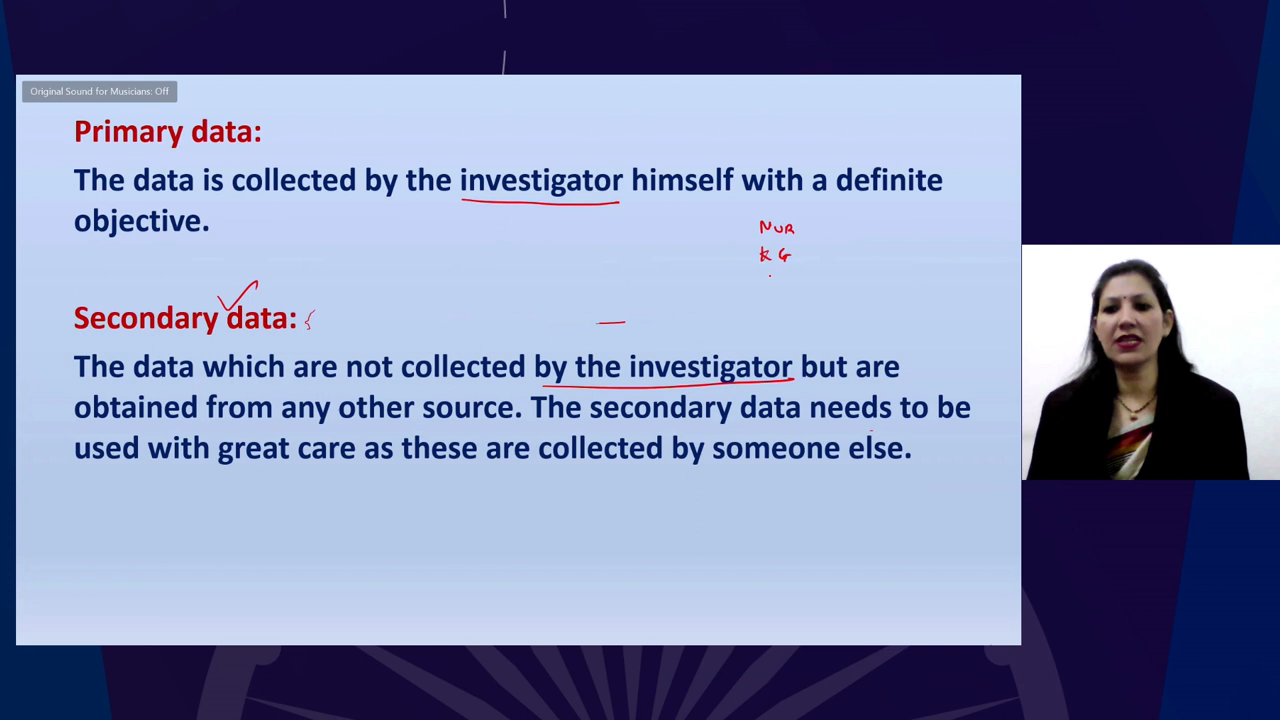 Original Sound for Musicians: Off
Primary data:
The data is collected by the investigator himself with a definite
objective.
NUR
KG
Secondary data:
The data which are not collected by the investigator but are
obtained from any other source. The secondary data needs to be
used with great care as these are collected by someone else.